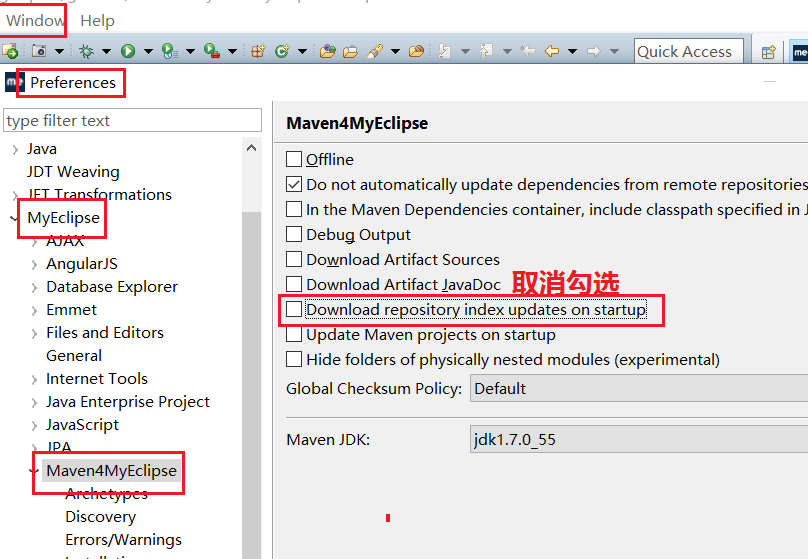 Window Help
Quick Access
me
me Preferences
type filter text
Java
JDT Weaving
JET Transformations
MyEclipse
AJAX
AngularJS
Database Explorer
Emmet
Files and Editors
General
Internet Tools
Java Enterprise Project
JavaScript
JPA
Maven4MyEclipse
Archetypes
Discovery
Errors/Warnings
Maven4MyEclipse
Offline
Do not automatically update dependencies from remote repositories
In the Maven Dependencies container, include classpath specified in J
Debug Output
Download Artifact Sources
Download Artifact JavaDoc 取消勾选
Download repository index updates on startup
Update Maven projects on startup
Hide folders of physically nested modules (experimental)
Global Checksum Policy: Default
Maven JDK: jdk1.7.0_55